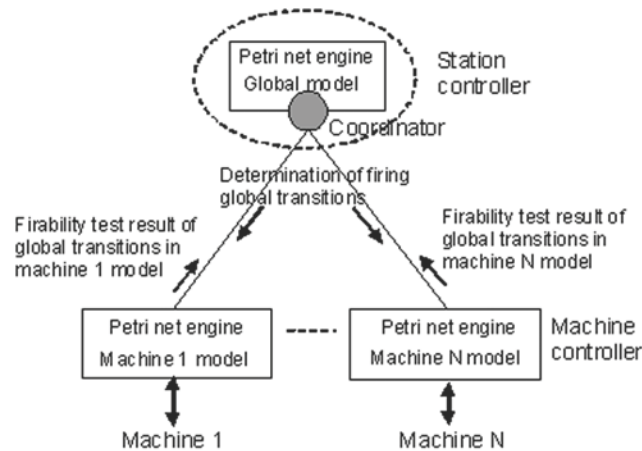 Petri net engine
Global model
Station
controller
Coordinator
Determination of firing
global transitions
Firability test result of
global transitions in
machine 1 model
Firability test result of
global transitions in
machine N model
Petri net engine
Machine 1 model
Petri net engine
Machine N model
Machine
controller
Machine 1
Machine N